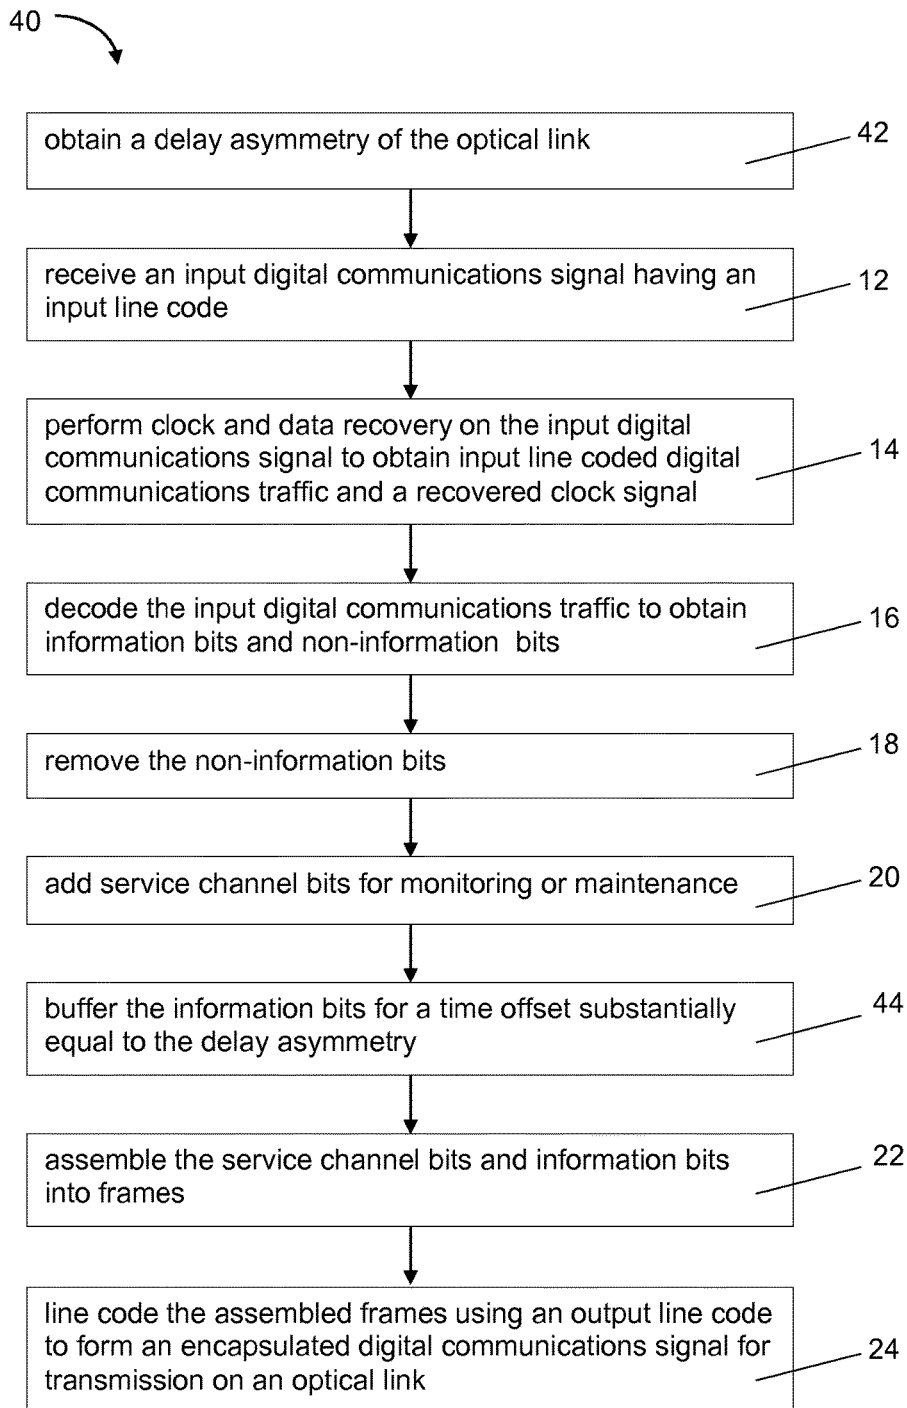 40
obtain a delay asymmetry of the optical link
42
receive an input digital communications signal having an
input line code
12
perform clock and data recovery on the input digital
communications signal to obtain input line coded digital
communications traffic and a recovered clock signal
14
decode the input digital communications traffic to obtain
information bits and non-information bits
16
remove the non-information bits
18
add service channel bits for monitoring or maintenance
20
buffer the information bits for a time offset substantially
equal to the delay asymmetry
44
assemble the service channel bits and information bits
into frames
22
line code the assembled frames using an output line code
to form an encapsulated digital communications signal for
transmission on an optical link
24